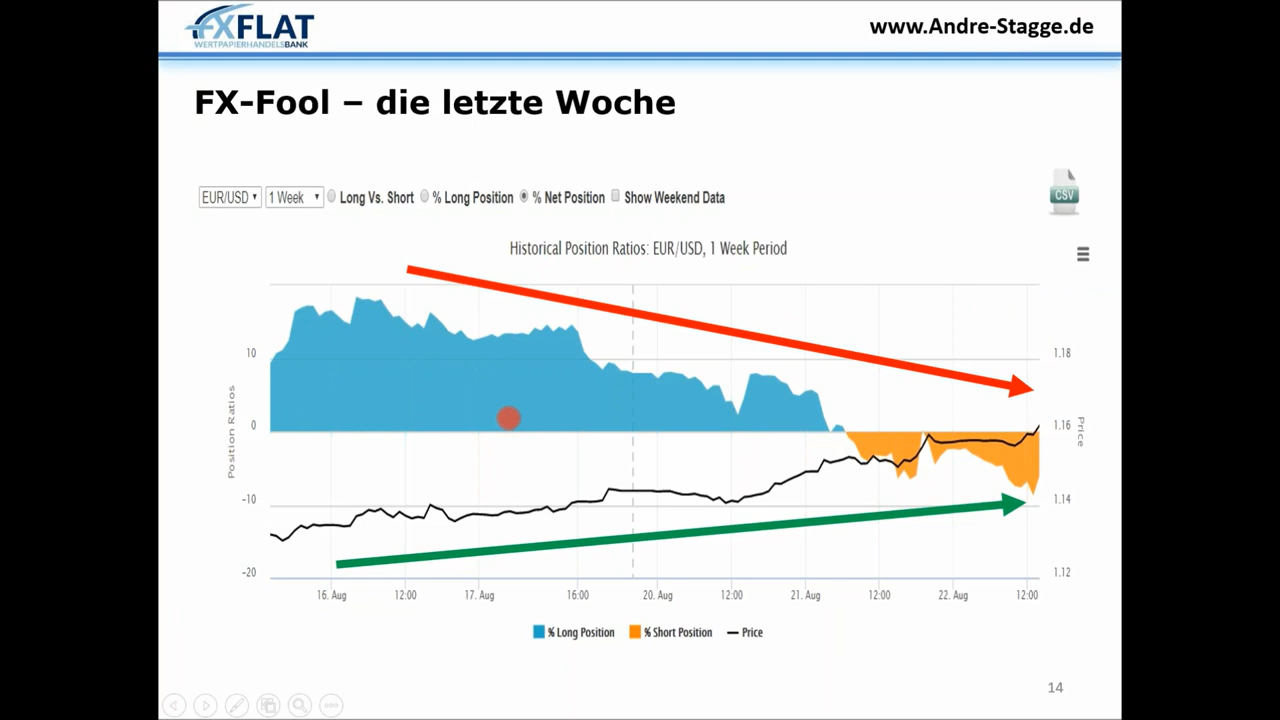 FXFLAT
WERTPAPIERHANDELSBANK
www.Andre-Stagge.de
FX-Fool – die letzte Woche
EUR/USD 1 Week Long Vs. Short % Long Position % Net Position Show Weekend Data
CSV
Historical Position Ratios: EUR/USD, 1 Week Period
10 1.18
0 1.16
-10 1.14
-20 1.12
Position Ratios
Price
16. Aug 12:00 17. Aug 16:00 20. Aug 12:00 21. Aug 12:00 22. Aug 12:00
% Long Position % Short Position Price
14